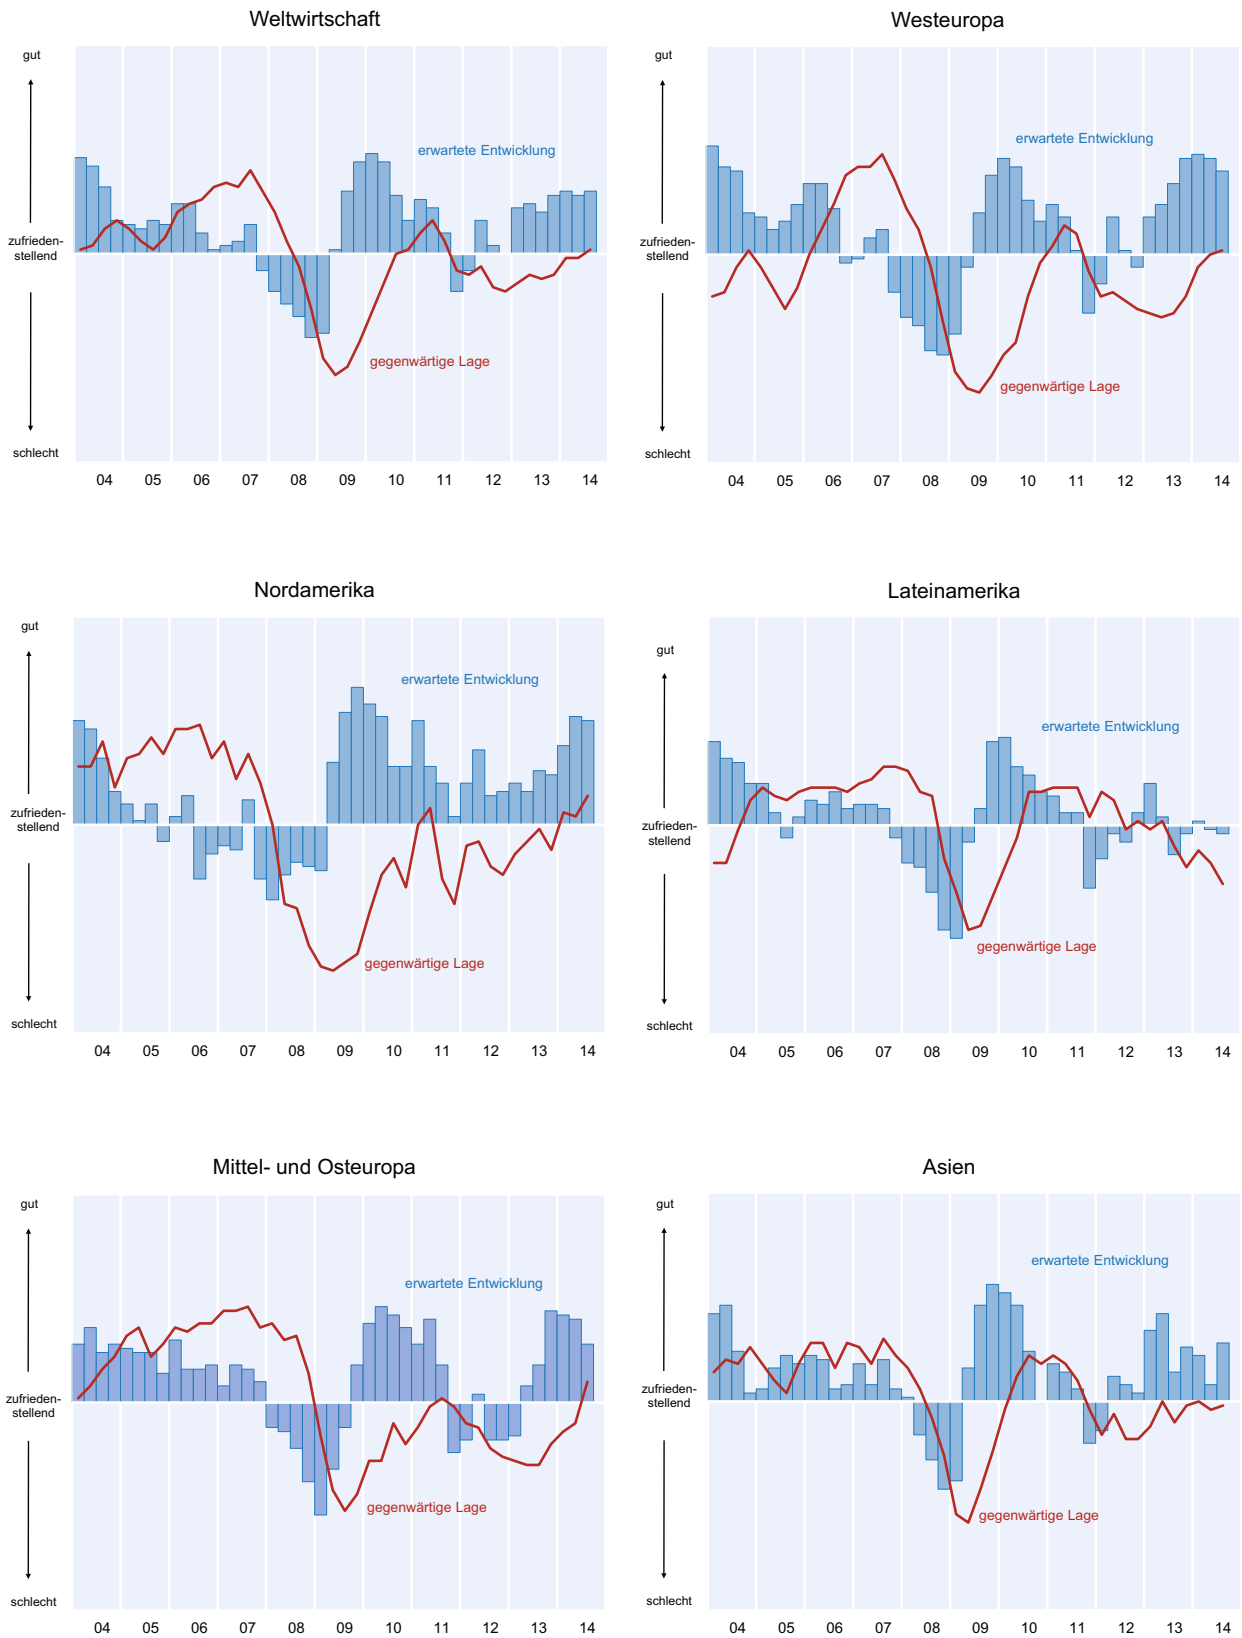 Weltwirtschaft
gut
erwartete Entwicklung
zufrieden-
stellend
gegenwärtige Lage
schlecht
04 05 06 07 08 09 10 11 12 13 14
Westeuropa
gut
erwartete Entwicklung
zufrieden-
stellend
gegenwärtige Lage
schlecht
04 05 06 07 08 09 10 11 12 13 14
Nordamerika
gut
erwartete Entwicklung
zufrieden-
stellend
gegenwärtige Lage
schlecht
04 05 06 07 08 09 10 11 12 13 14
Lateinamerika
gut
erwartete Entwicklung
zufrieden-
stellend
gegenwärtige Lage
schlecht
04 05 06 07 08 09 10 11 12 13 14
Mittel- und Osteuropa
gut
erwartete Entwicklung
zufrieden-
stellend
gegenwärtige Lage
schlecht
04 05 06 07 08 09 10 11 12 13 14
Asien
gut
erwartete Entwicklung
zufrieden-
stellend
gegenwärtige Lage
schlecht
04 05 06 07 08 09 10 11 12 13 14